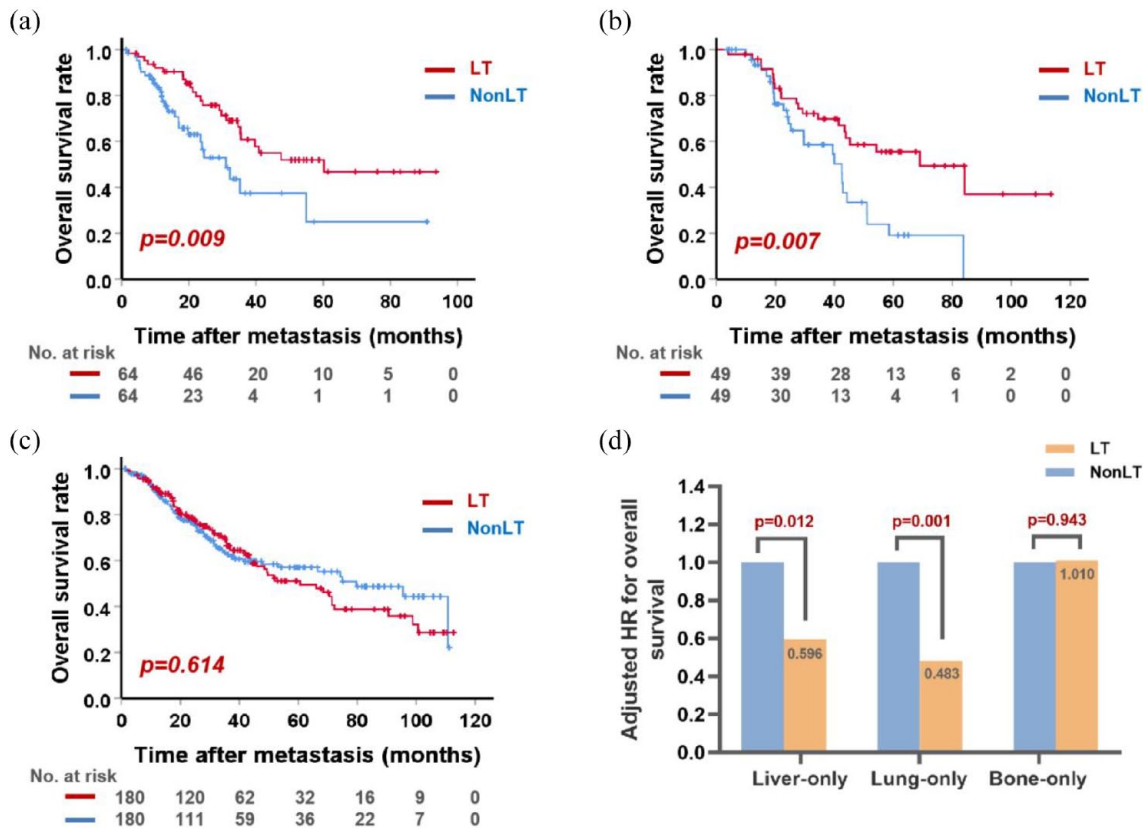 (a)
1.0
0.8
0.6
0.4
0.2
0.0
Overall survival rate
LT
NonLT
p=0.009
0 20 40 60 80 100
Time after metastasis (months)
No. at risk
64 46 20 10 5 0
64 23 4 1 1 0
(b)
1.0
0.8
0.6
0.4
0.2
0.0
Overall survival rate
LT
NonLT
p=0.007
0 20 40 60 80 100 120
Time after metastasis (months)
No. at risk
49 39 28 13 6 2 0
49 30 13 4 1 0 0
(c)
1.0
0.8
0.6
0.4
0.2
0.0
Overall survival rate
LT
NonLT
p=0.614
0 20 40 60 80 100 120
Time after metastasis (months)
No. at risk
180 120 62 32 16 9 0
180 111 59 36 22 7 0
(d)
LT
NonLT
1.4
1.2
1.0
0.8
0.6
0.4
0.2
0.0
Adjusted HR for overall
survival
p=0.012 p=0.001 p=0.943
0.596 0.483 1.010
Liver-only Lung-only Bone-only